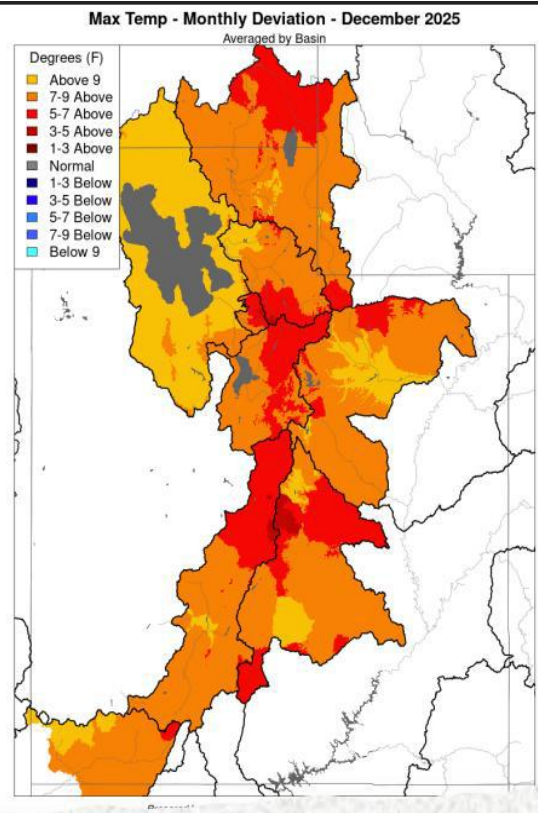 Max Temp - Monthly Deviation - December 2025
Averaged by Basin
Degrees (F)
Above 9
7-9 Above
5-7 Above
3-5 Above
1-3 Above
Normal
1-3 Below
3-5 Below
5-7 Below
7-9 Below
Below 9